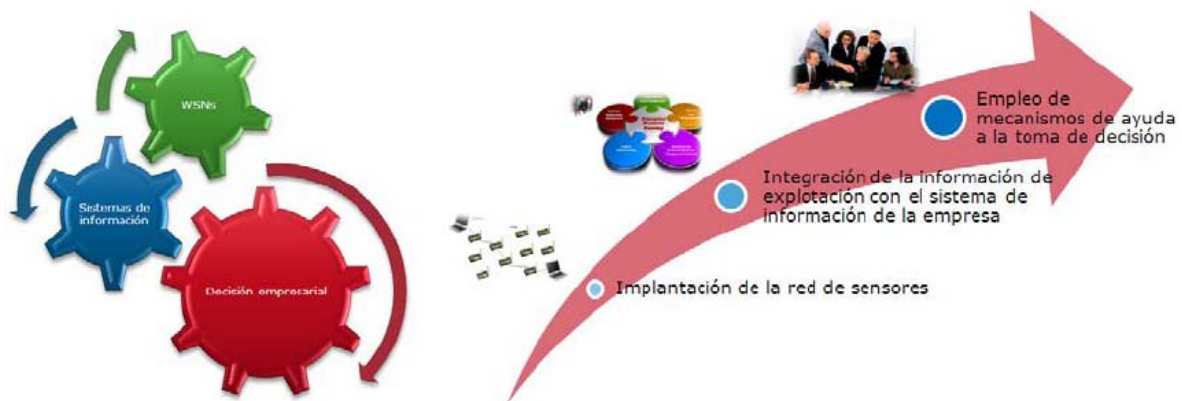 WSNs
Sistemas de
información
Decisión empresarial
Empleo de
mecanismos de ayuda
a la toma de decisión
Integración de la información de
explotación con el sistema de
información de la empresa
Implantación de la red de sensores